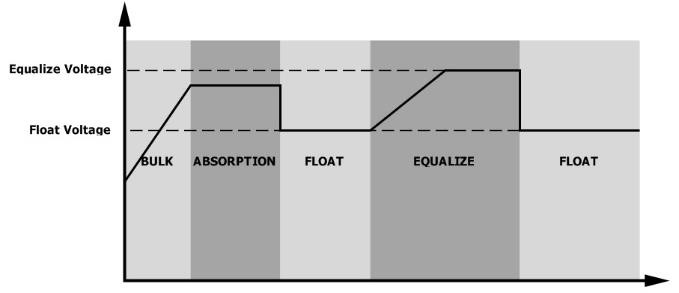 Equalize Voltage
Float Voltage
BULK ABSORPTION FLOAT EQUALIZE FLOAT